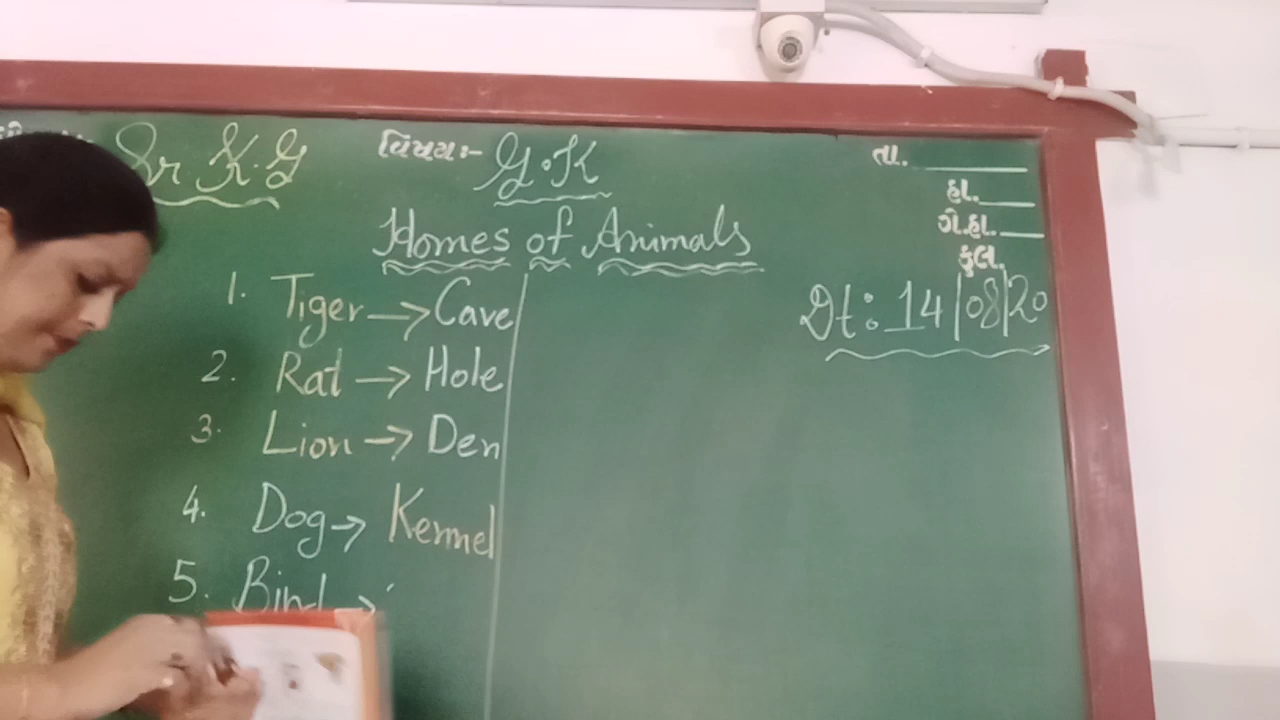 Sr K.G
વિષય:- G.K
તા.
હા.
ગે.હા.
કુલ.
Homes of Animals
Dt: 14/08/20
1. Tiger → Cave
2. Rat → Hole
3. Lion → Den
4. Dog → Kennel
5. Bird →